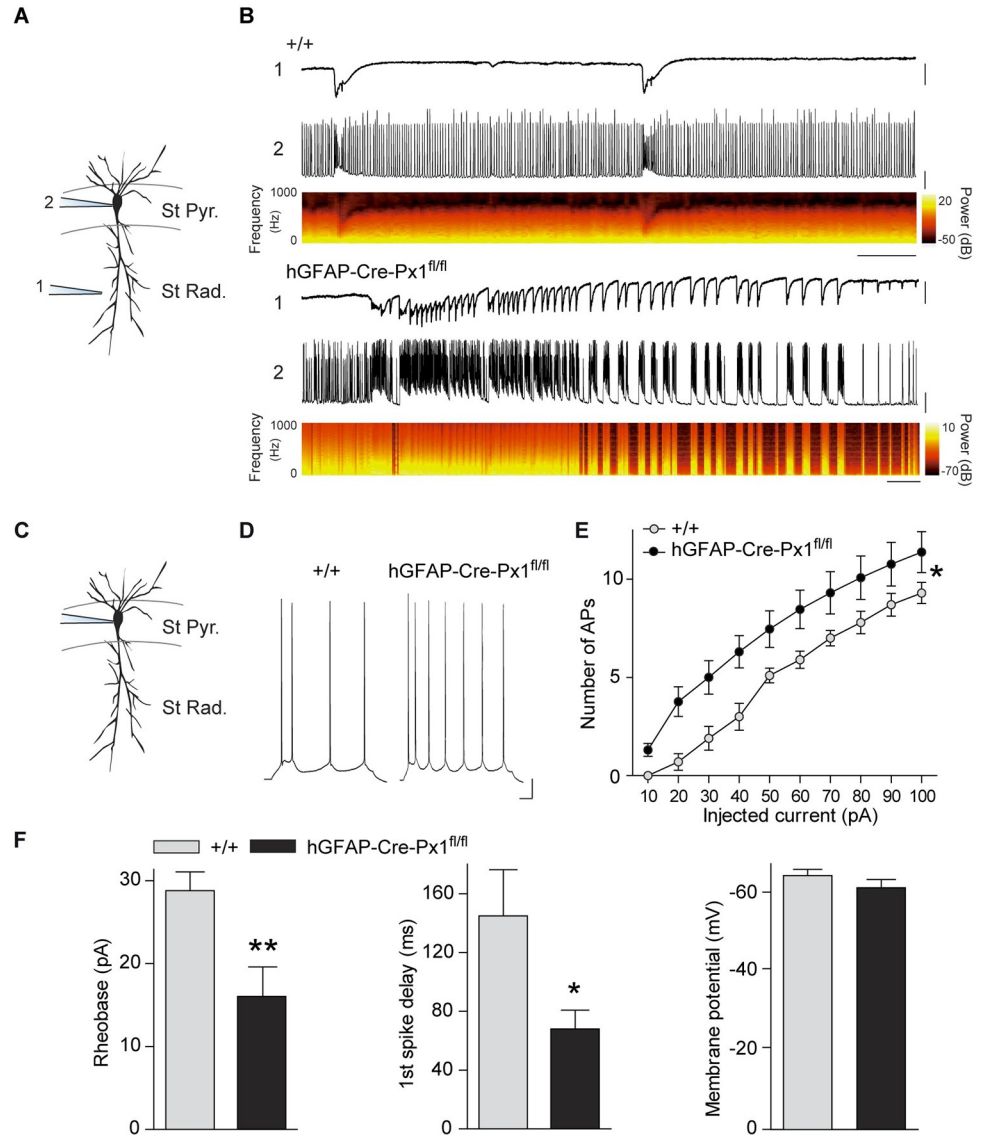 A
2
St Pyr.
1
St Rad.
B
+/+
1
2
Frequency
(Hz)
1000
0
20
-50
Power (dB)
hGFAP-Cre-Px1fl/fl
1
2
Frequency
(Hz)
1000
0
10
-70
Power (dB)
C
St Pyr.
St Rad.
D
+/+ hGFAP-Cre-Px1fl/fl
E
+/+
hGFAP-Cre-Px1fl/fl
Number of APs
10
5
0
*
10 20 30 40 50 60 70 80 90 100
Injected current (pA)
F
+/+ hGFAP-Cre-Px1fl/fl
Rheobase (pA)
30
20
10
0
**
1st spike delay (ms)
160
120
80
40
0
*
Membrane potential (mV)
-60
-40
-20
0